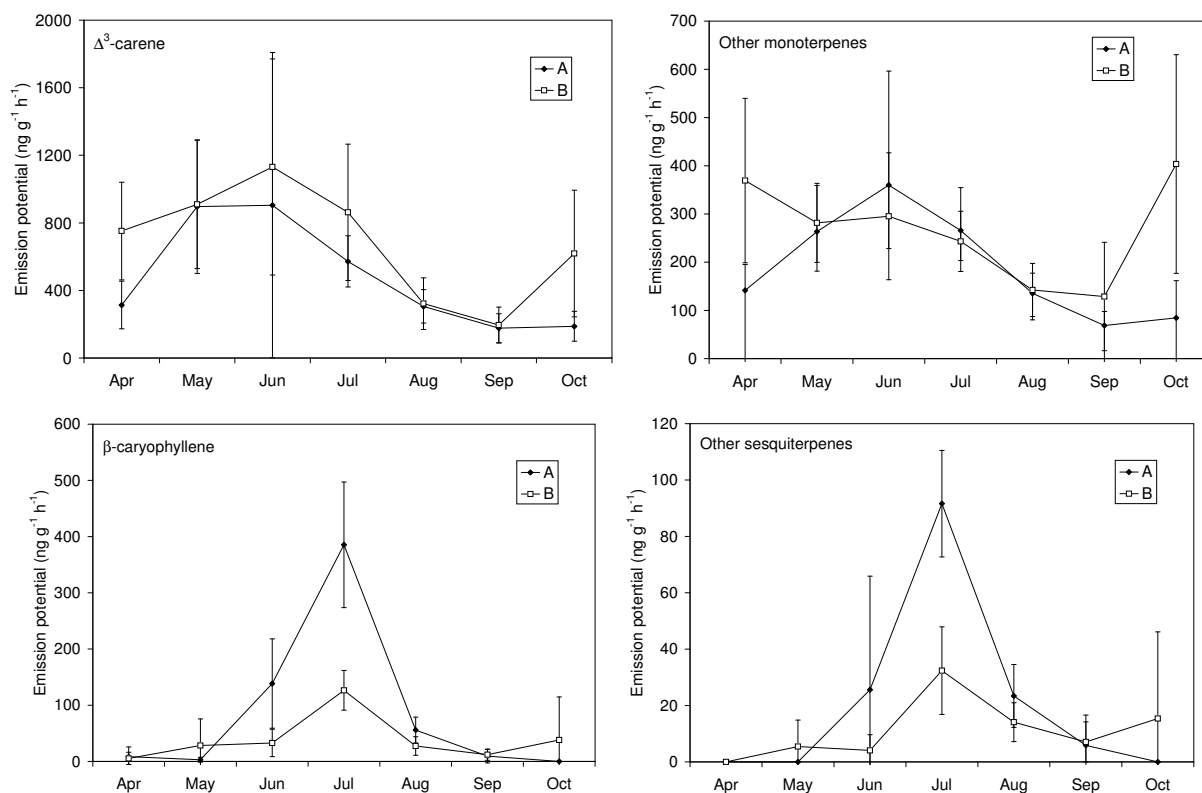 Δ³-carene
A
B
Emission potential (ng g⁻¹ h⁻¹)
2000
1600
1200
800
400
0
Apr May Jun Jul Aug Sep Oct
Other monoterpenes
A
B
Emission potential (ng g⁻¹ h⁻¹)
700
600
500
400
300
200
100
0
Apr May Jun Jul Aug Sep Oct
β-caryophyllene
A
B
Emission potential (ng g⁻¹ h⁻¹)
600
500
400
300
200
100
0
Apr May Jun Jul Aug Sep Oct
Other sesquiterpenes
A
B
Emission potential (ng g⁻¹ h⁻¹)
120
100
80
60
40
20
0
Apr May Jun Jul Aug Sep Oct